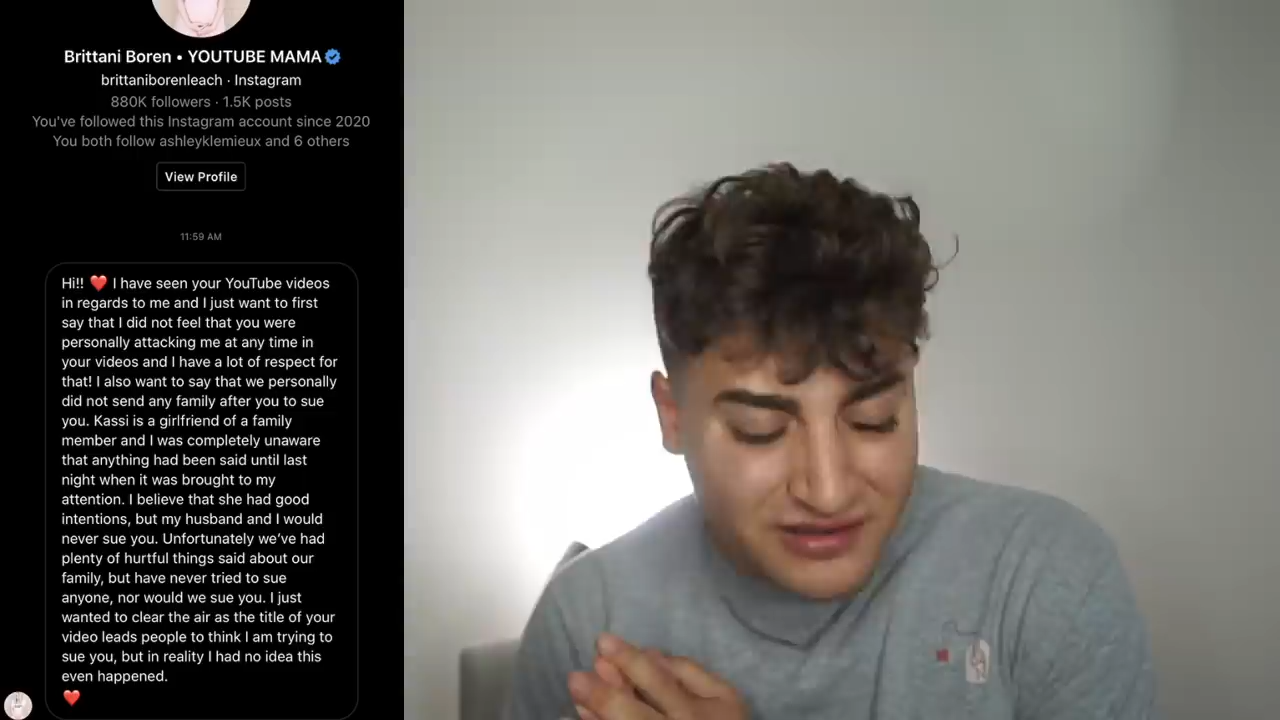 Brittani Boren • YOUTUBE MAMA
brittaniborenleach · Instagram
880K followers · 1.5K posts
You've followed this Instagram account since 2020
You both follow ashleyklemieux and 6 others
View Profile
11:59 AM
Hi!! ❤️ I have seen your YouTube videos
in regards to me and I just want to first
say that I did not feel that you were
personally attacking me at any time in
your videos and I have a lot of respect for
that! I also want to say that we personally
did not send any family after you to sue
you. Kassi is a girlfriend of a family
member and I was completely unaware
that anything had been said until last
night when it was brought to my
attention. I believe that she had good
intentions, but my husband and I would
never sue you. Unfortunately we’ve had
plenty of hurtful things said about our
family, but have never tried to sue
anyone, nor would we sue you. I just
wanted to clear the air as the title of your
video leads people to think I am trying to
sue you, but in reality I had no idea this
even happened.
❤️